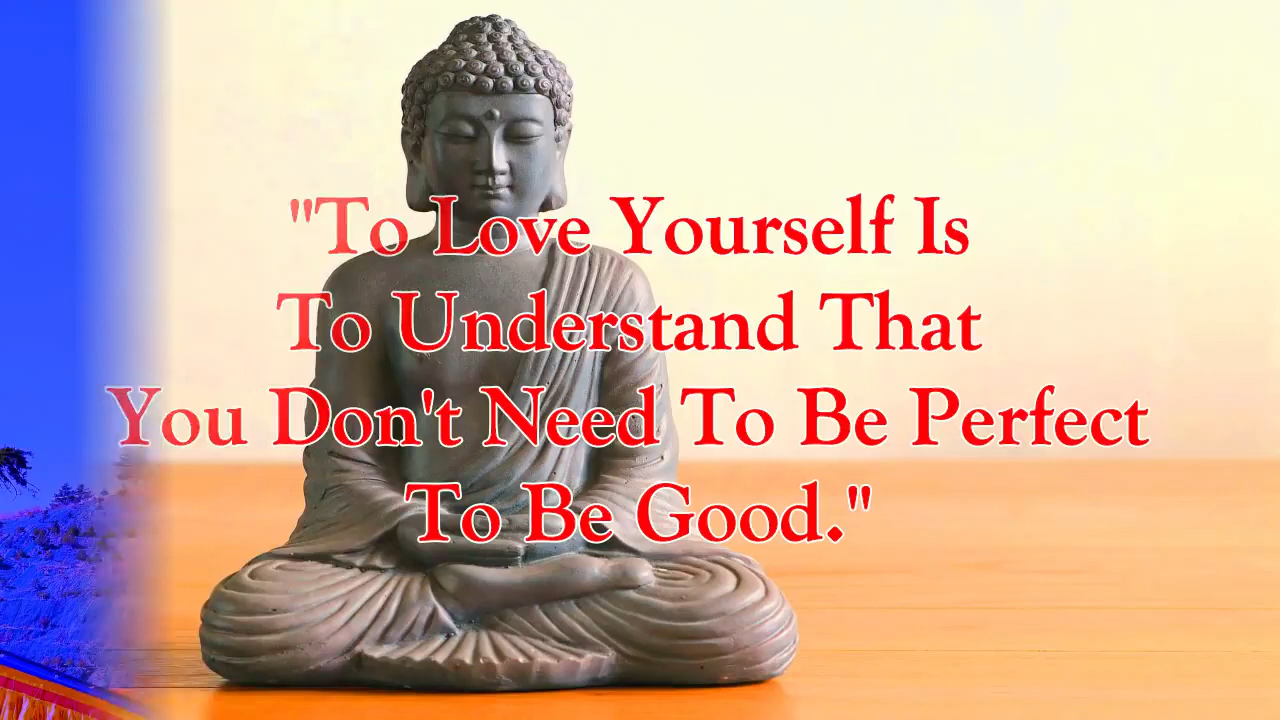 "To Love Yourself Is
To Understand That
You Don't Need To Be Perfect
To Be Good."